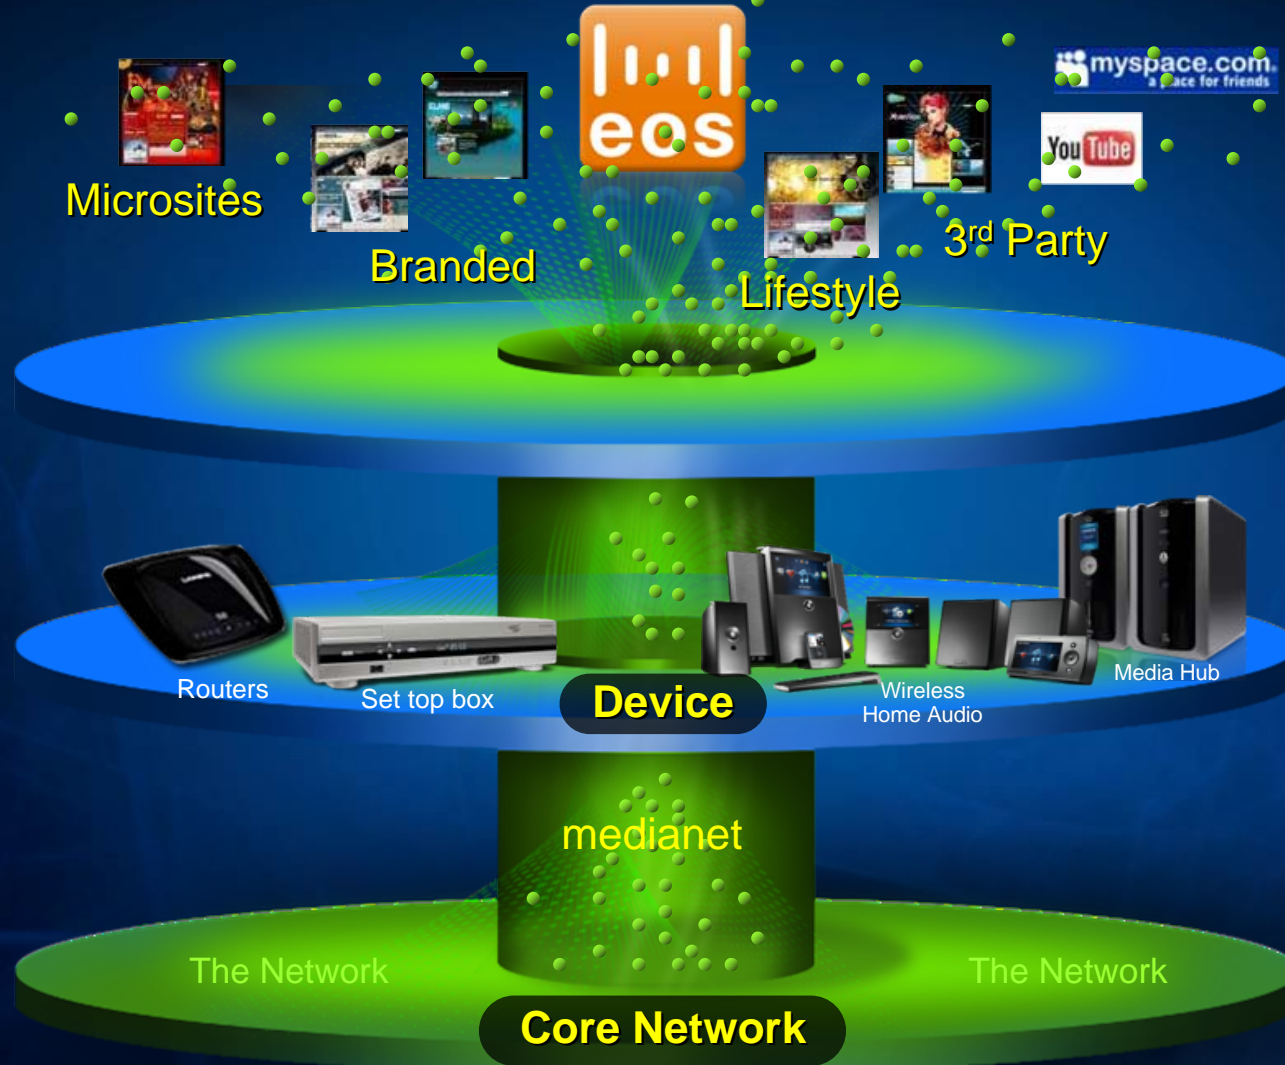 eos
myspace.com
a place for friends
YouTube
Microsites
Branded
Lifestyle
3rd Party
Routers
Set top box
Device
Wireless
Home Audio
Media Hub
medianet
The Network
The Network
Core Network